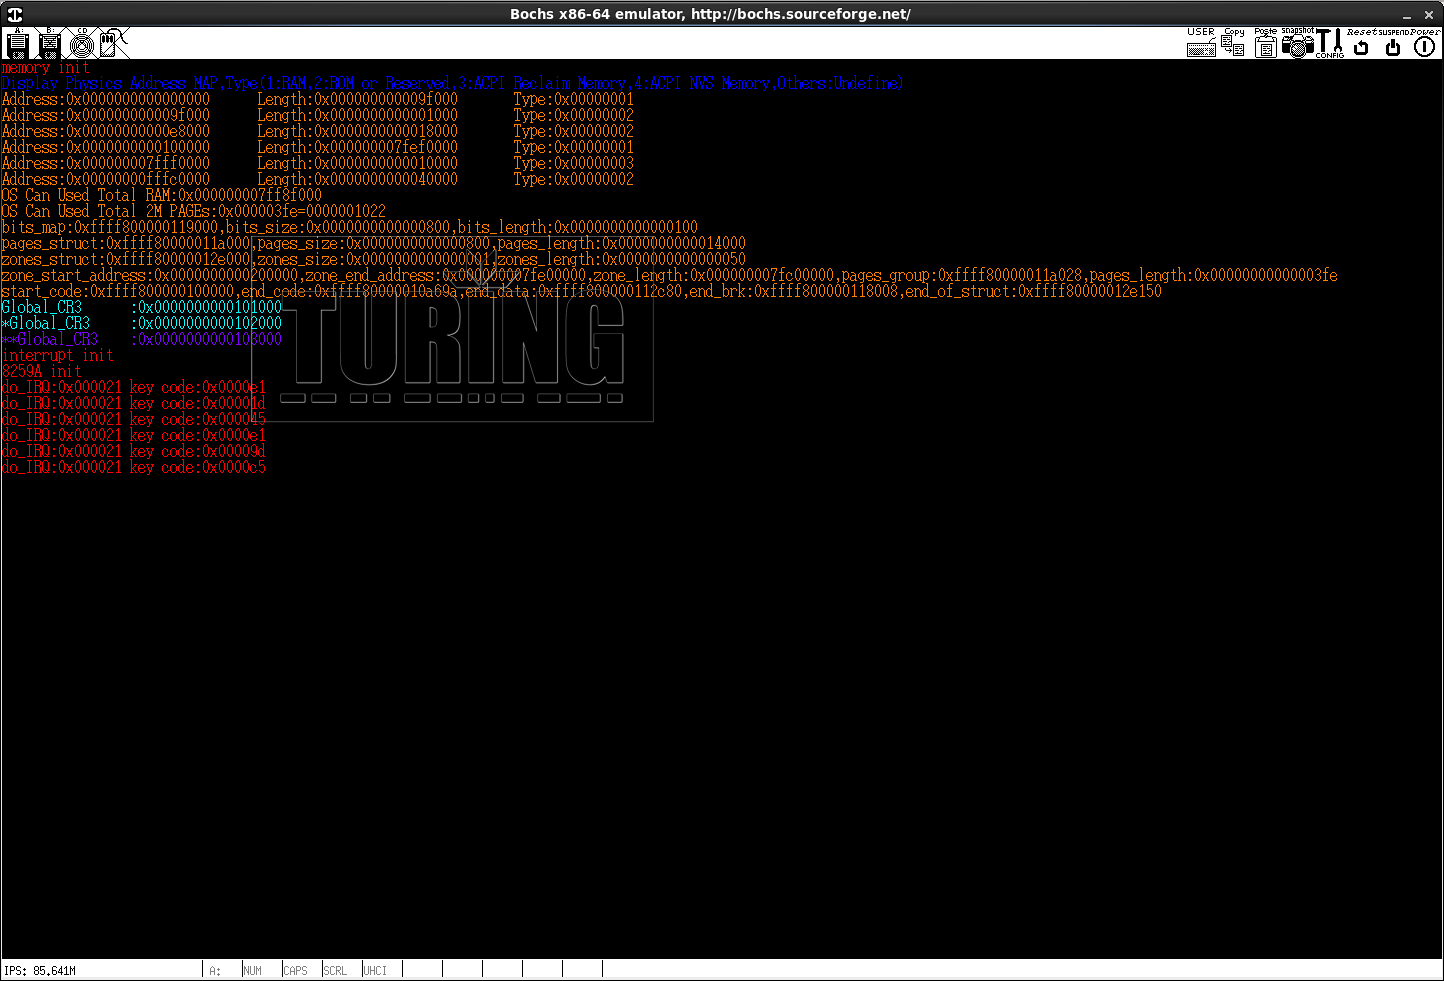 Bochs x86-64 emulator, http://bochs.sourceforge.net/
A: B: CD USER Copy Paste snapshot CONFIG Reset SUSPEND Power
memory init
Display Physics Address MAP,Type(1:RAM,2:ROM or Reserved,3:ACPI Reclaim Memory,4:ACPI NVS Memory,Others:Undefine)
Address:0x0000000000000000 Length:0x000000000009f000 Type:0x00000001
Address:0x000000000009f000 Length:0x0000000000001000 Type:0x00000002
Address:0x00000000000e8000 Length:0x0000000000018000 Type:0x00000002
Address:0x0000000000100000 Length:0x000000007fef0000 Type:0x00000001
Address:0x000000007fff0000 Length:0x0000000000010000 Type:0x00000003
Address:0x00000000fffc0000 Length:0x0000000000040000 Type:0x00000002
OS Can Used Total RAM:0x000000007ff8f000
OS Can Used Total 2M PAGEs:0x000003fe=0000001022
bits_map:0xffff800000119000,bits_size:0x0000000000000800,bits_length:0x0000000000000100
pages_struct:0xffff80000011a000,pages_size:0x0000000000000800,pages_length:0x0000000000014000
zones_struct:0xffff80000012e000,zones_size:0x0000000000000001,zones_length:0x0000000000000050
zone_start_address:0x0000000000200000,zone_end_address:0x000000007fe00000,zone_length:0x000000007fc00000,pages_group:0xffff80000011a028,pages_length:0x00000000000003fe
start_code:0xffff800000100000,end_code:0xffff80000010a69a,end_data:0xffff800000112c80,end_brk:0xffff800000118008,end_of_struct:0xffff80000012e150
Global_CR3 :0x0000000000101000
*Global_CR3 :0x0000000000102000
**Global_CR3 :0x0000000000103000
interrupt init
8259A init
do_IRQ:0x000021 key code:0x0000e1
do_IRQ:0x000021 key code:0x00001d
do_IRQ:0x000021 key code:0x000045
do_IRQ:0x000021 key code:0x0000e1
do_IRQ:0x000021 key code:0x00009d
do_IRQ:0x000021 key code:0x0000c5
TURING
IPS: 85.641M A: NUM CAPS SCRL UHCI